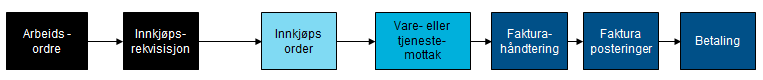 Arbeids-
ordre
Innkjøps-
rekvisisjon
Innkjøps
order
Vare- eller
tjeneste-
mottak
Faktura-
håndtering
Faktura
posteringer
Betaling